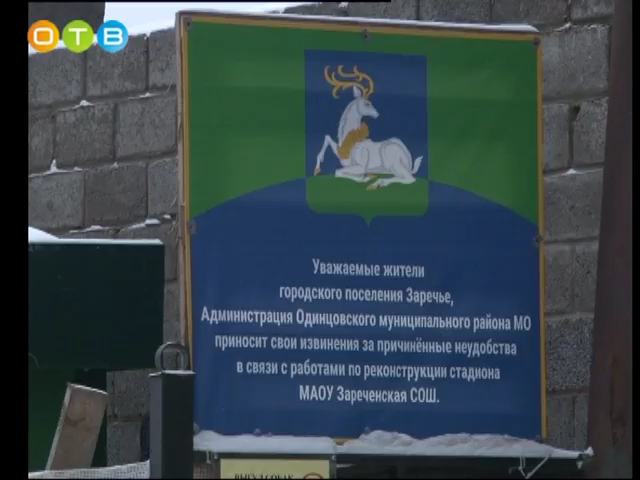 ОТВ
Уважаемые жители
городского поселения Заречье,
Администрация Одинцовского муниципального района МО
приносит свои извинения за причинённые неудобства
в связи с работами по реконструкции стадиона
МАОУ Зареченская СОШ.